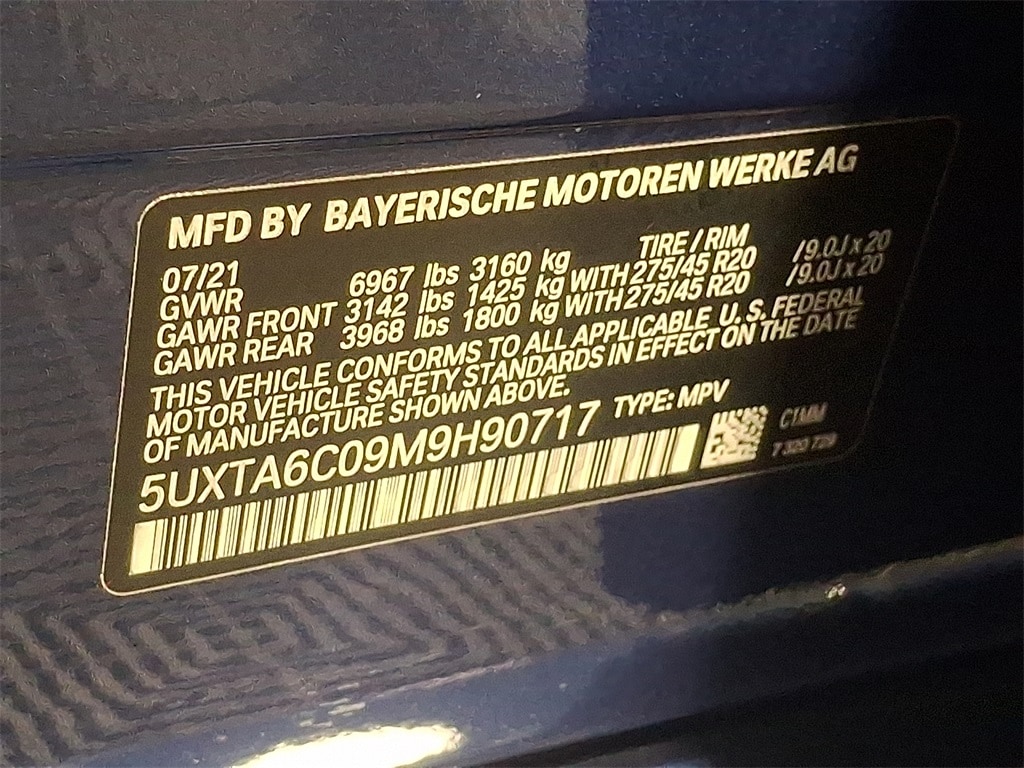 MFD BY BAYERISCHE MOTOREN WERKE AG
07/21 TIRE / RIM
GVWR 6967 lbs 3160 kg
GAWR FRONT 3142 lbs 1425 kg WITH 275/45 R20 /9.0J x 20
GAWR REAR 3968 lbs 1800 kg WITH 275/45 R20 /9.0J x 20
THIS VEHICLE CONFORMS TO ALL APPLICABLE U.S. FEDERAL
MOTOR VEHICLE SAFETY STANDARDS IN EFFECT ON THE DATE
OF MANUFACTURE SHOWN ABOVE.
5UXTA6C09M9H90717 TYPE: MPV
C1MM